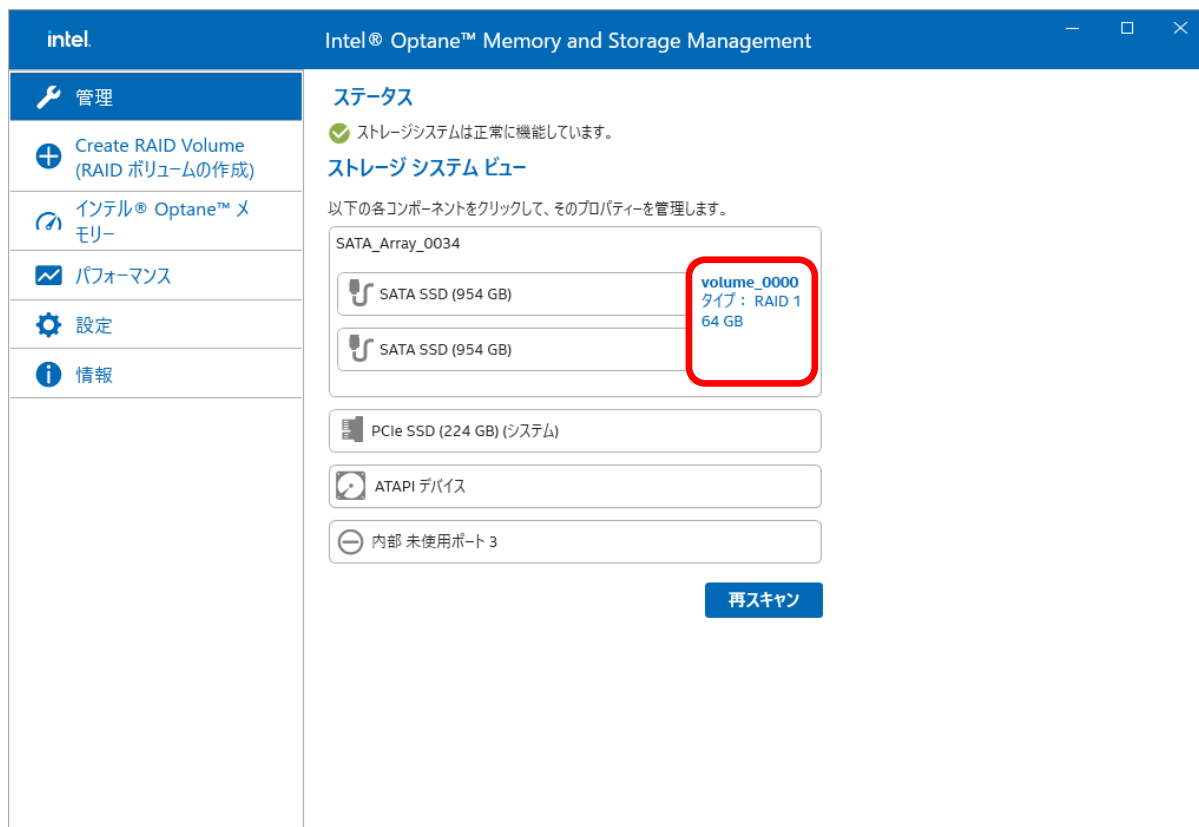 intel.
Intel® Optane™ Memory and Storage Management
管理
Create RAID Volume
(RAID ボリュームの作成)
インテル® Optane™ メ
モリー
パフォーマンス
設定
情報
ステータス
ストレージシステムは正常に機能しています。
ストレージ システム ビュー
以下の各コンポーネントをクリックして、そのプロパティーを管理します。
SATA_Array_0034
SATA SSD (954 GB)
SATA SSD (954 GB)
volume_0000
タイプ： RAID 1
64 GB
PCIe SSD (224 GB) (システム)
ATAPI デバイス
内部 未使用ポート 3
再スキャン